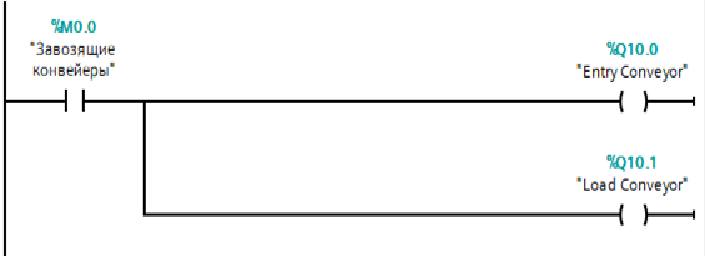 %M0.0
"Завозящие
конвейеры"
%Q10.0
"Entry Conveyor"
%Q10.1
"Load Conveyor"